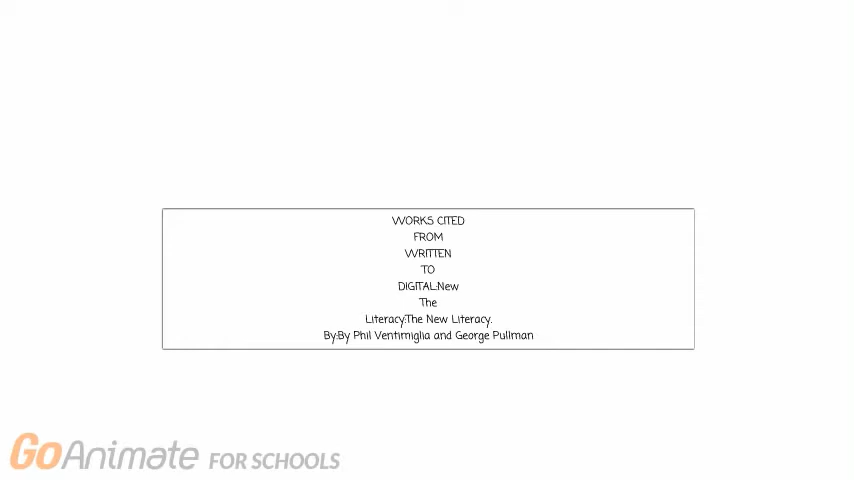 WORKS CITED
FROM
WRITTEN
TO
DIGITAL:New
The
Literacy:The New Literacy.
By:By Phil Ventimiglia and George Pullman
GoAnimate FOR SCHOOLS